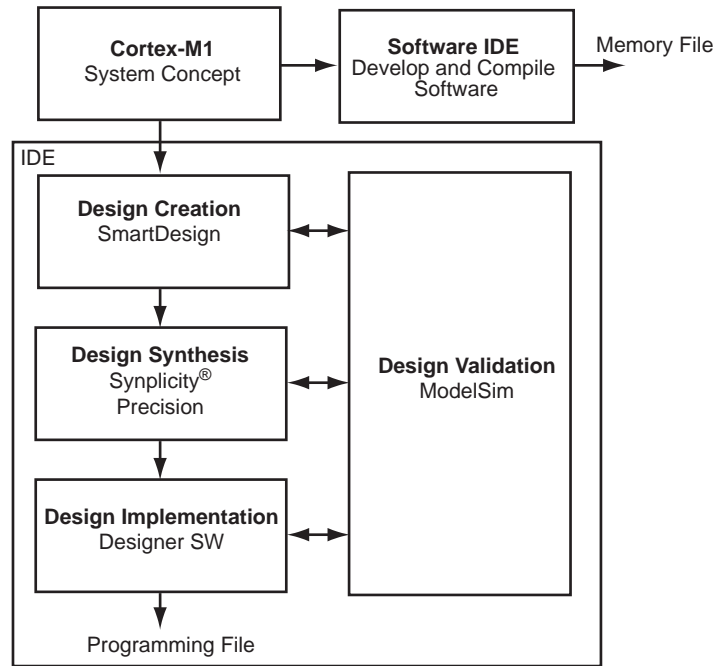 Cortex-M1
System Concept
Software IDE
Develop and Compile
Software
Memory File
IDE
Design Creation
SmartDesign
Design Synthesis
Synplicity®
Precision
Design Validation
ModelSim
Design Implementation
Designer SW
Programming File